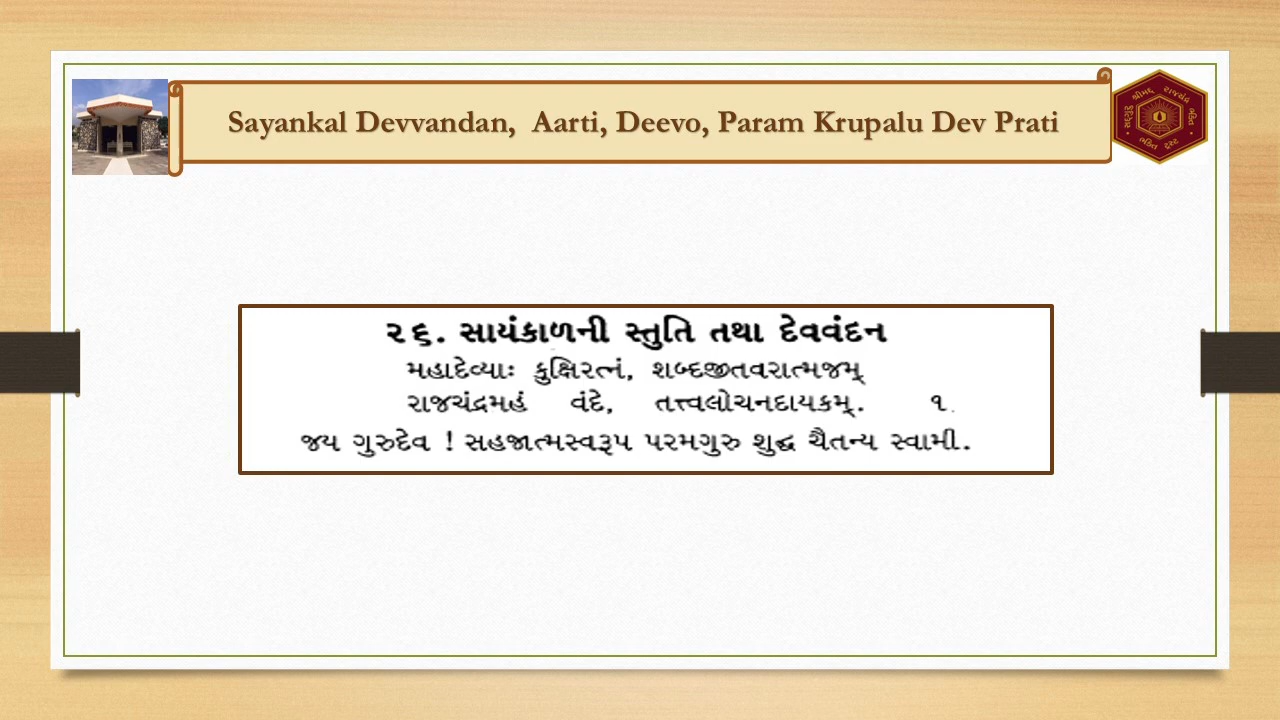 Sayankal Devvandan, Aarti, Deevo, Param Krupalu Dev Prati
૨૬. સાયંકાળની સ્તુતિ તથા દેવવંદન
મહાદેવ્યાઃ કુક્ષિરત્નં, શબ્દજીતવરાત્મજમ્
રાજચંદ્રમહં વંદે, તત્ત્વલોચનદાયકમ્. ૧.
જય ગુરુદેવ ! સહજાત્મસ્વરૂપ પરમગુરુ શુદ્ધ ચૈતન્ય સ્વામી.